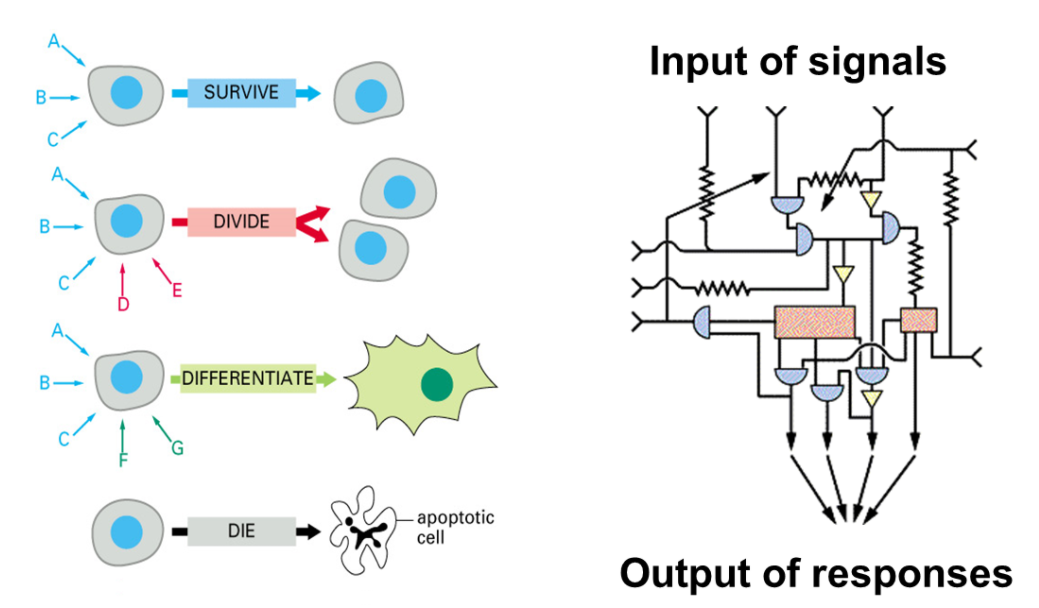 A
B
C
SURVIVE
A
B
C
D
E
DIVIDE
A
B
C
F
G
DIFFERENTIATE
DIE
apoptotic
cell
Input of signals
Output of responses